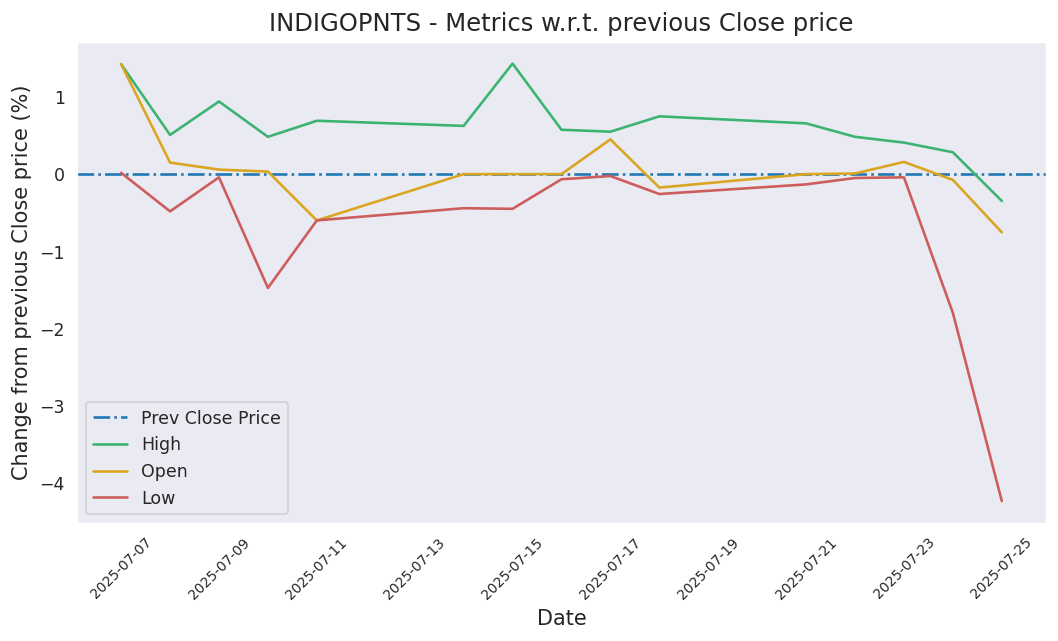 INDIGOPNTS - Metrics w.r.t. previous Close price
Change from previous Close price (%)
1
0
−1
−2
−3
−4
Prev Close Price
High
Open
Low
2025-07-07
2025-07-09
2025-07-11
2025-07-13
2025-07-15
2025-07-17
2025-07-19
2025-07-21
2025-07-23
2025-07-25
Date